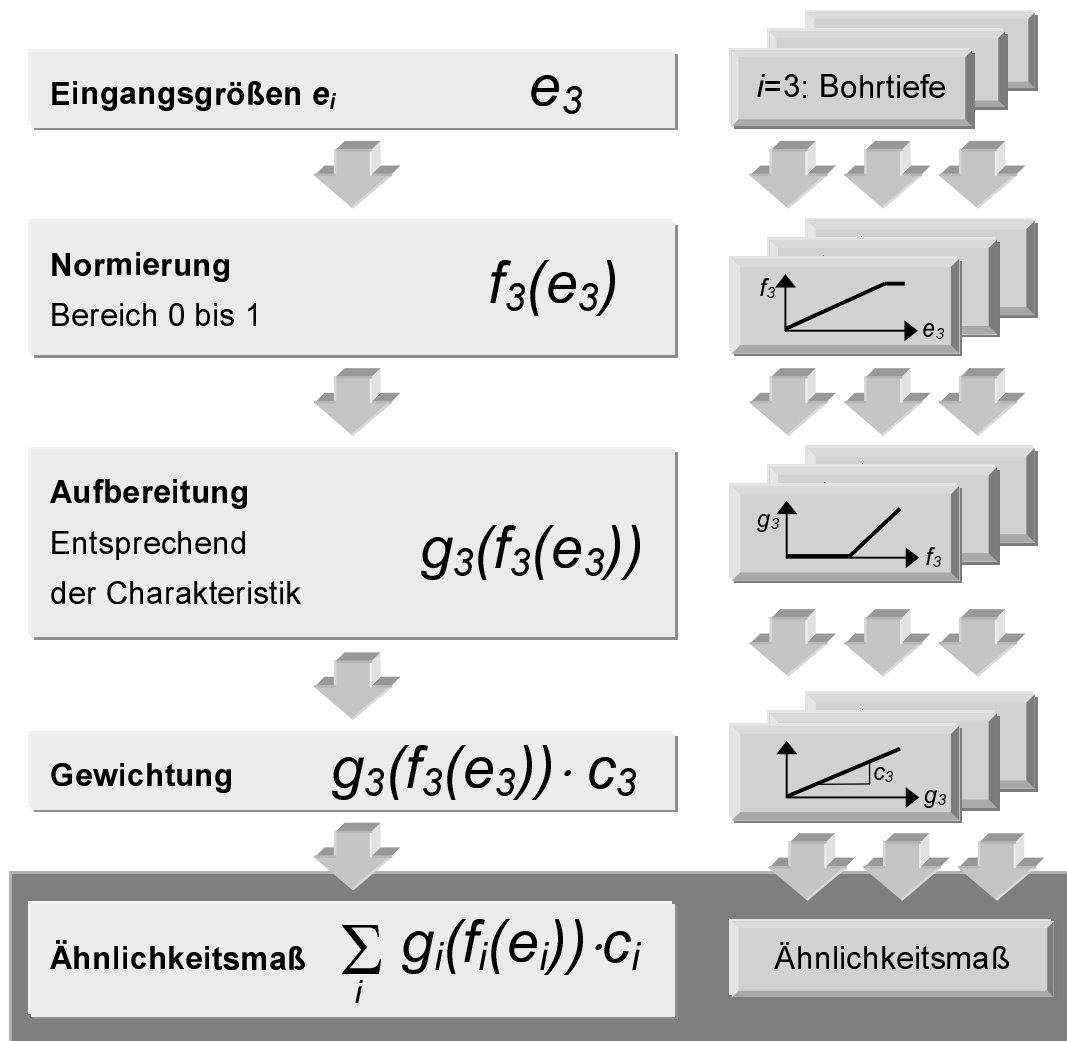 Eingangsgrößen ei e3
i=3: Bohrtiefe
Normierung
Bereich 0 bis 1
f3(e3)
f3
e3
Aufbereitung
Entsprechend
der Charakteristik
g3(f3(e3))
g3
f3
Gewichtung g3(f3(e3)) · c3
c3
g3
Ähnlichkeitsmaß ∑ gi(fi(ei)) · ci
i
Ähnlichkeitsmaß